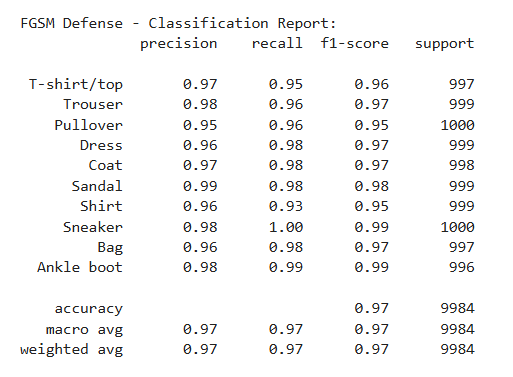 FGSM Defense - Classification Report:
precision recall f1-score support
T-shirt/top 0.97 0.95 0.96 997
Trouser 0.98 0.96 0.97 999
Pullover 0.95 0.96 0.95 1000
Dress 0.96 0.98 0.97 999
Coat 0.97 0.98 0.97 998
Sandal 0.99 0.98 0.98 999
Shirt 0.96 0.93 0.95 999
Sneaker 0.98 1.00 0.99 1000
Bag 0.96 0.98 0.97 997
Ankle boot 0.98 0.99 0.99 996
accuracy 0.97 9984
macro avg 0.97 0.97 0.97 9984
weighted avg 0.97 0.97 0.97 9984